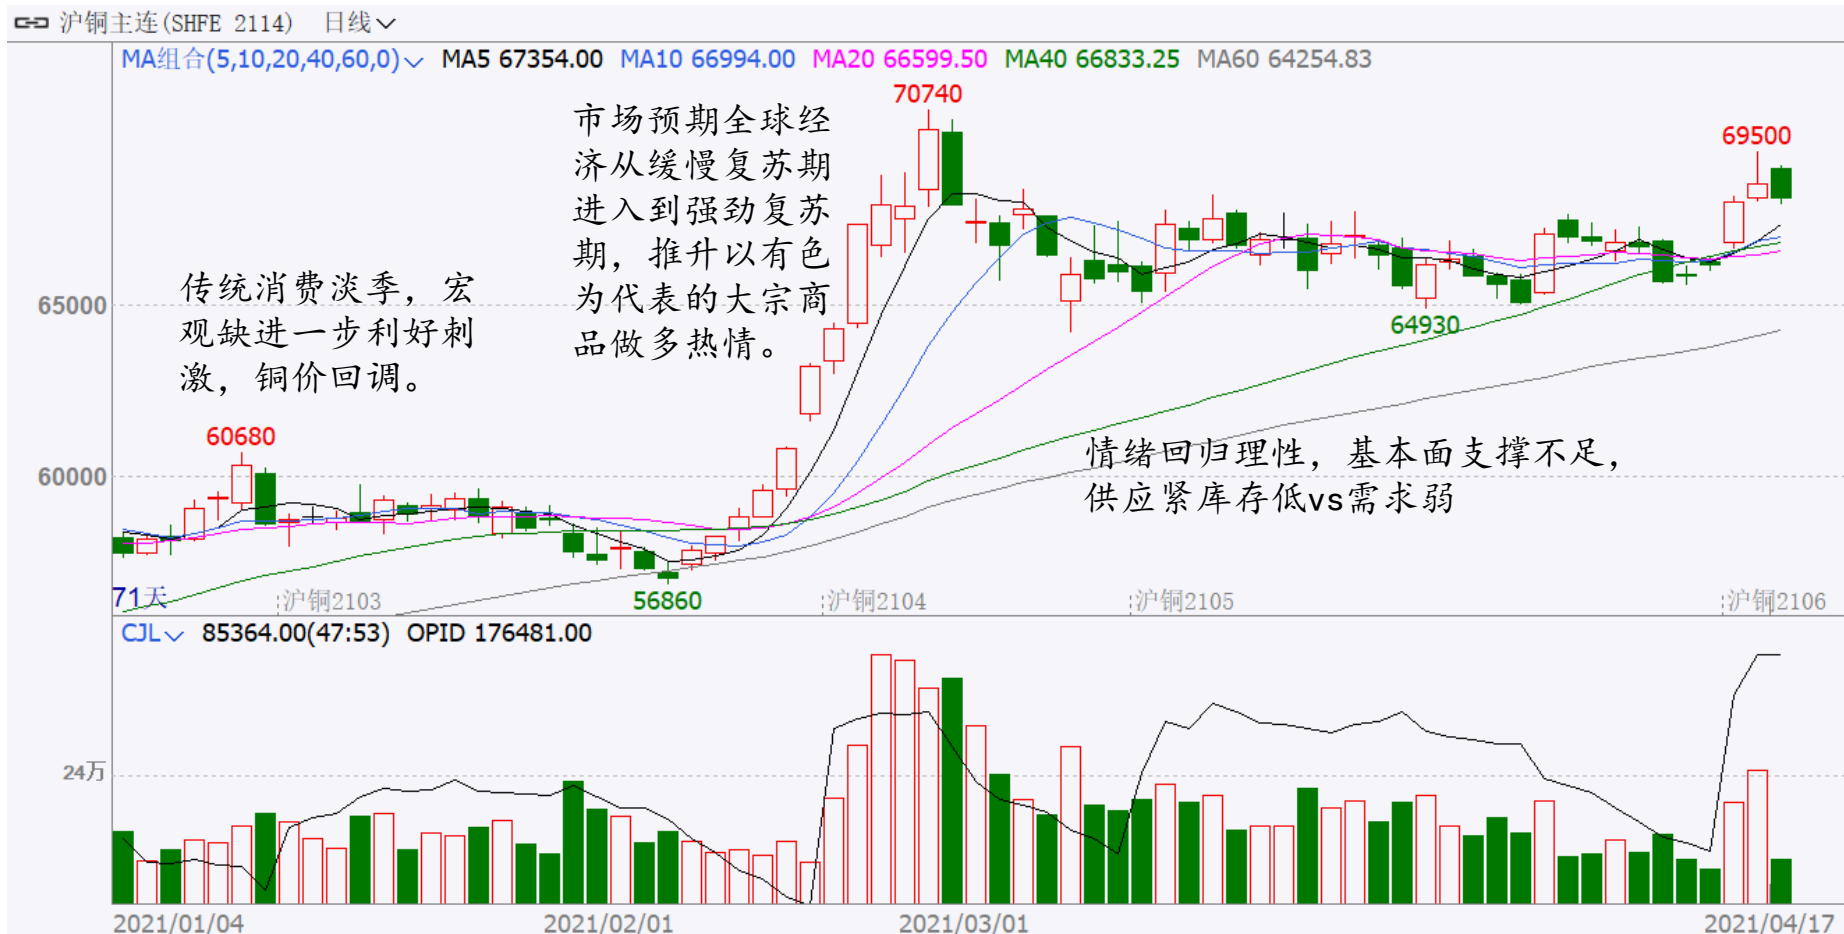 沪铜主连(SHFE 2114) 日线
MA组合(5,10,20,40,60,0) MA5 67354.00 MA10 66994.00 MA20 66599.50 MA40 66833.25 MA60 64254.83
70740
69500
市场预期全球经
济从缓慢复苏期
进入到强劲复苏
期，推升以有色
为代表的大宗商
品做多热情。
传统消费淡季，宏
观缺进一步利好刺
激，铜价回调。
65000
64930
60680
60000
情绪回归理性，基本面支撑不足，
供应紧库存低vs需求弱
71天
沪铜2103
56860
沪铜2104
沪铜2105
沪铜2106
CJL 85364.00(47:53) OPID 176481.00
24万
2021/01/04
2021/02/01
2021/03/01
2021/04/17